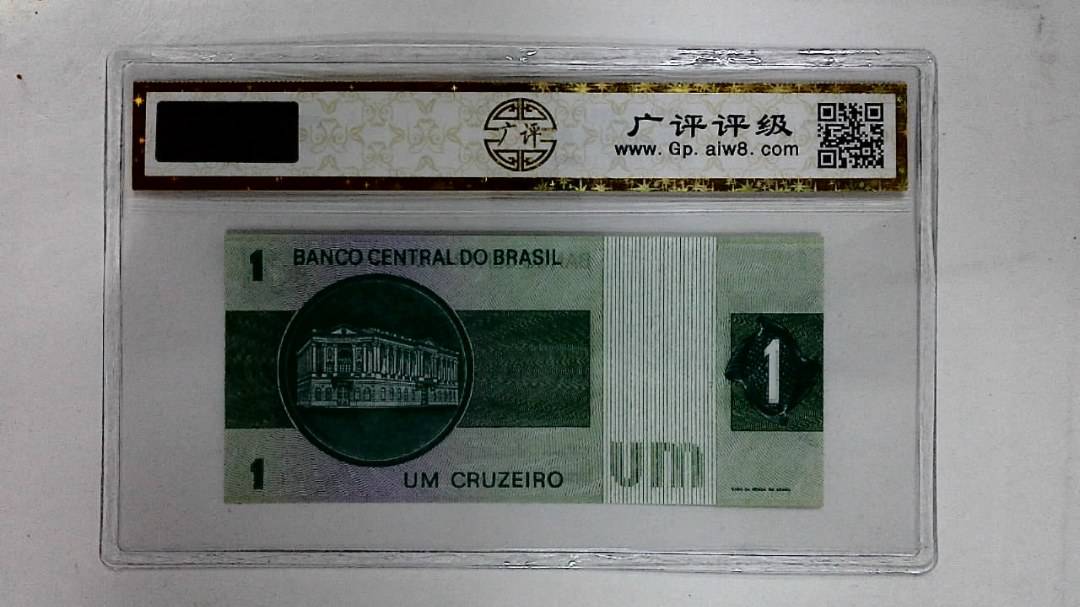 广评
广评评级
www.Gp.aiw8.com
1
BANCO CENTRAL DO BRASIL
1
1
UM CRUZEIRO
um